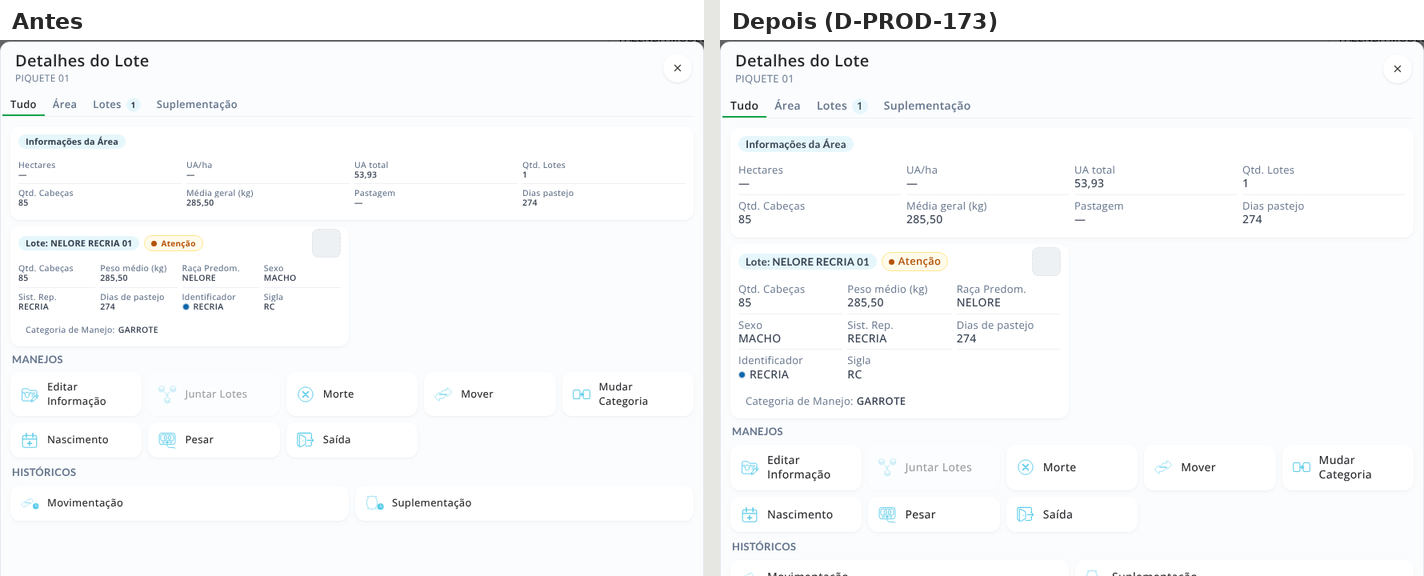 Antes
Detalhes do Lote
PIQUETE 01
Tudo Área Lotes 1 Suplementação
Informações da Área
Hectares UA/ha UA total Qtd. Lotes
— — 53,93 1
Qtd. Cabeças Média geral (kg) Pastagem Dias pastejo
85 285,50 — 274
Lote: NELORE RECRIA 01 Atenção
Qtd. Cabeças Peso médio (kg) Raça Predom. Sexo
85 285,50 NELORE MACHO
Sist. Rep. Dias de pastejo Identificador Sigla
RECRIA 274 RECRIA RC
Categoria de Manejo: GARROTE
MANEJOS
Editar Informação
Juntar Lotes
Morte
Mover
Mudar Categoria
Nascimento
Pesar
Saída
HISTÓRICOS
Movimentação
Suplementação
Depois (D-PROD-173)
Detalhes do Lote
PIQUETE 01
Tudo Área Lotes 1 Suplementação
Informações da Área
Hectares UA/ha UA total Qtd. Lotes
— — 53,93 1
Qtd. Cabeças Média geral (kg) Pastagem Dias pastejo
85 285,50 — 274
Lote: NELORE RECRIA 01 Atenção
Qtd. Cabeças Peso médio (kg) Raça Predom.
85 285,50 NELORE
Sexo Sist. Rep. Dias de pastejo
MACHO RECRIA 274
Identificador Sigla
RECRIA RC
Categoria de Manejo: GARROTE
MANEJOS
Editar Informação
Juntar Lotes
Morte
Mover
Mudar Categoria
Nascimento
Pesar
Saída
HISTÓRICOS
Movimentação
Suplementação